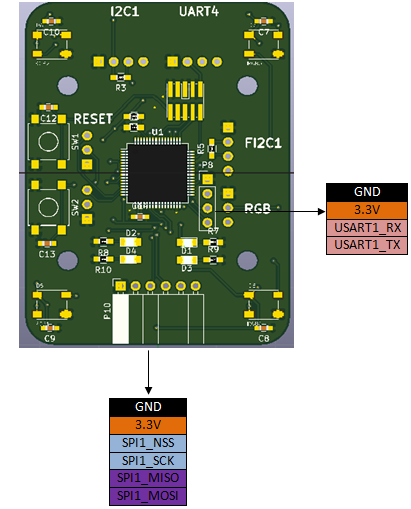 I2C1 UART4
C10 C7
R3
C12 RESET
U1
SW1 R5 FI2C1
P8
SW2 RGB
R7
C13 D2 D1
R8 D4 R9
R10 D3
P10
C9 C8
GND
3.3V
USART1_RX
USART1_TX
GND
3.3V
SPI1_NSS
SPI1_SCK
SPI1_MISO
SPI1_MOSI